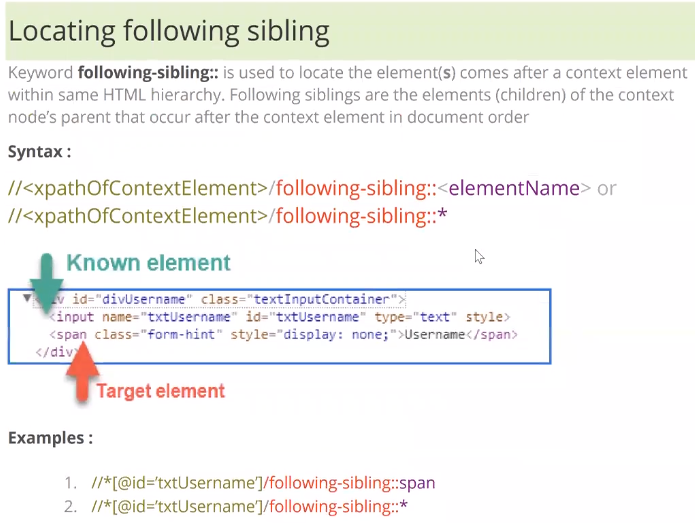 Locating following sibling
Keyword following-sibling:: is used to locate the element(s) comes after a context element
within same HTML hierarchy. Following siblings are the elements (children) of the context
node’s parent that occur after the context element in document order
Syntax :
//<xpathOfContextElement>/following-sibling::<elementName> or
//<xpathOfContextElement>/following-sibling::*
Known element
id="divUsername" class="textInputContainer">
<input name="txtUsername" id="txtUsername" type="text" style>
<span class="form-hint" style="display: none;">Username</span>
</div>
Target element
Examples :
1. //*[@id=’txtUsername’]/following-sibling::span
2. //*[@id=’txtUsername’]/following-sibling::*